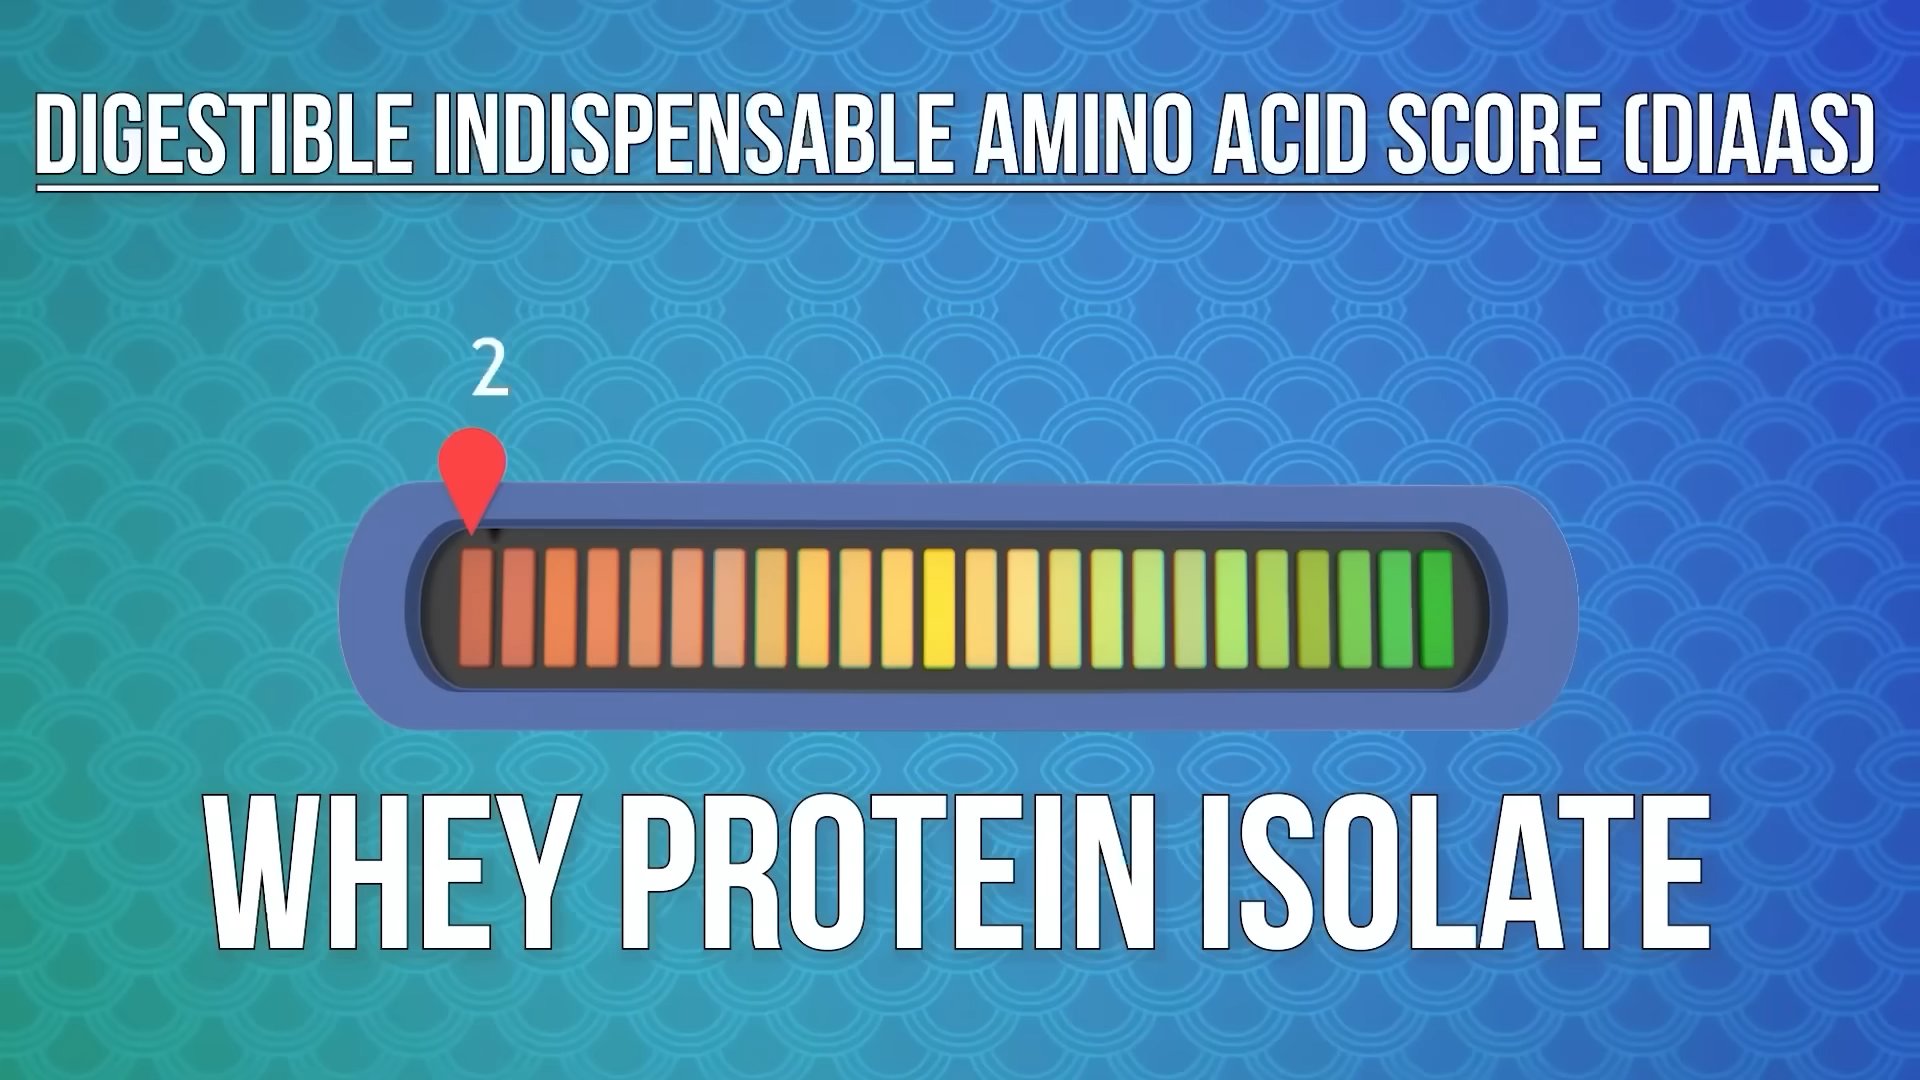 DIGESTIBLE INDISPENSABLE AMINO ACID SCORE (DIAAS)
2
WHEY PROTEIN ISOLATE